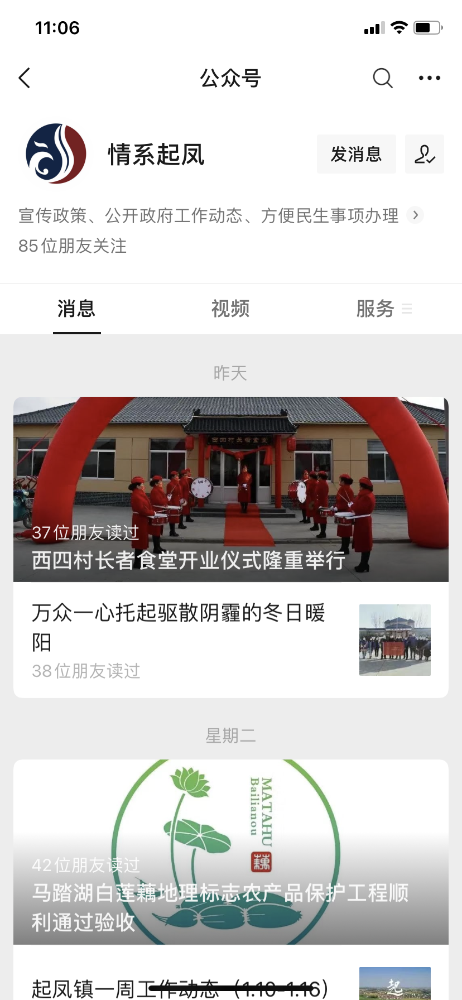 11:06
公众号
情系起凤
发消息
宣传政策、公开政府工作动态、方便民生事项办理
85位朋友关注
消息
视频
服务
昨天
西四村长者食堂
37位朋友读过
西四村长者食堂开业仪式隆重举行
万众一心托起驱散阴霾的冬日暖
阳
38位朋友读过
星期二
MATAHU
Bailianou
藕
42位朋友读过
马踏湖白莲藕地理标志农产品保护工程顺
利通过验收
起凤镇一周工作动态（1.10-1.16）
起